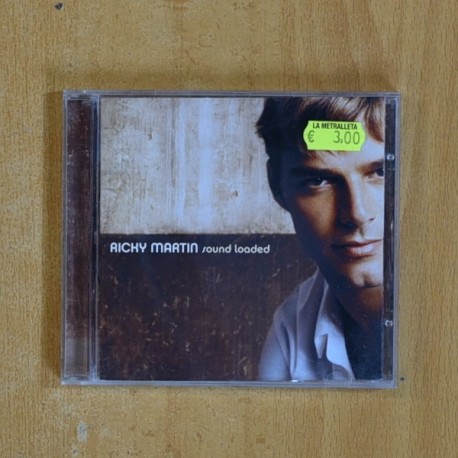 LA METRALLETA
€ 3,00
RICKY MARTIN sound loaded